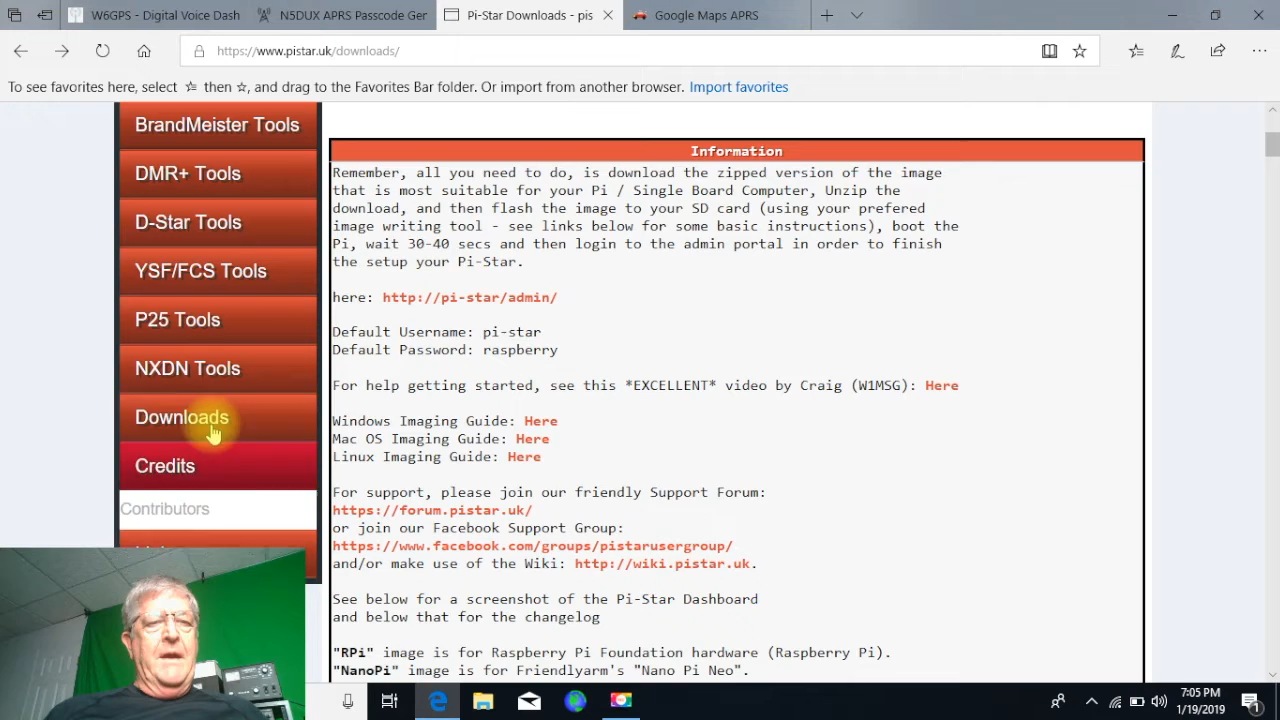 W6GPS - Digital Voice Dash
N5DUX APRS Passcode Ger
Pi-Star Downloads - pis
Google Maps APRS
https://www.pistar.uk/downloads/
To see favorites here, select ☆ then ☆, and drag to the Favorites Bar folder. Or import from another browser. Import favorites
BrandMeister Tools
DMR+ Tools
D-Star Tools
YSF/FCS Tools
P25 Tools
NXDN Tools
Downloads
Credits
Contributors
Information
Remember, all you need to do, is download the zipped version of the image
that is most suitable for your Pi / Single Board Computer, Unzip the
download, and then flash the image to your SD card (using your prefered
image writing tool - see links below for some basic instructions), boot the
Pi, wait 30-40 secs and then login to the admin portal in order to finish
the setup your Pi-Star.
here: http://pi-star/admin/
Default Username: pi-star
Default Password: raspberry
For help getting started, see this *EXCELLENT* video by Craig (W1MSG): Here
Windows Imaging Guide: Here
Mac OS Imaging Guide: Here
Linux Imaging Guide: Here
For support, please join our friendly Support Forum:
https://forum.pistar.uk/
or join our Facebook Support Group:
https://www.facebook.com/groups/pistarusergroup/
and/or make use of the Wiki: http://wiki.pistar.uk.
See below for a screenshot of the Pi-Star Dashboard
and below that for the changelog
"RPi" image is for Raspberry Pi Foundation hardware (Raspberry Pi).
"NanoPi" image is for Friendlyarm's "Nano Pi Neo".
7:05 PM
1/19/2019